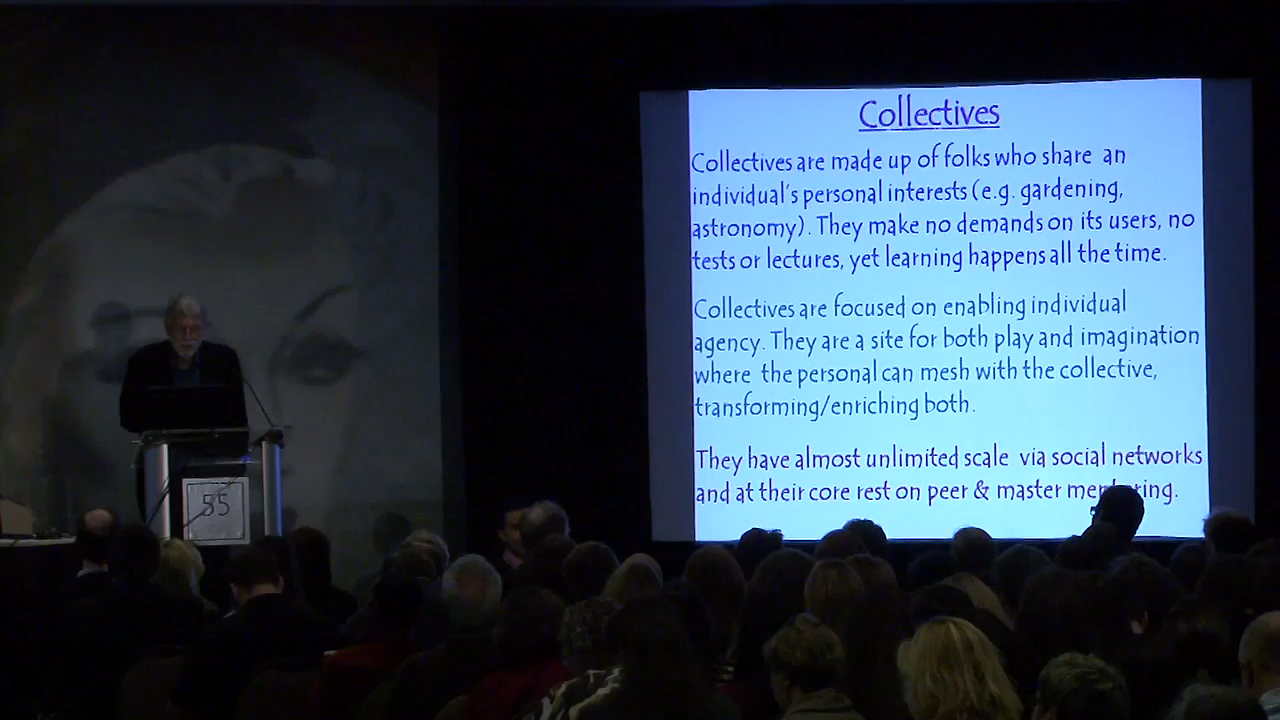 Collectives
Collectives are made up of folks who share an
individual's personal interests (e.g. gardening,
astronomy). They make no demands on its users, no
tests or lectures, yet learning happens all the time.
Collectives are focused on enabling individual
agency. They are a site for both play and imagination
where the personal can mesh with the collective,
transforming/enriching both.
They have almost unlimited scale via social networks
and at their core rest on peer & master mentoring.
55